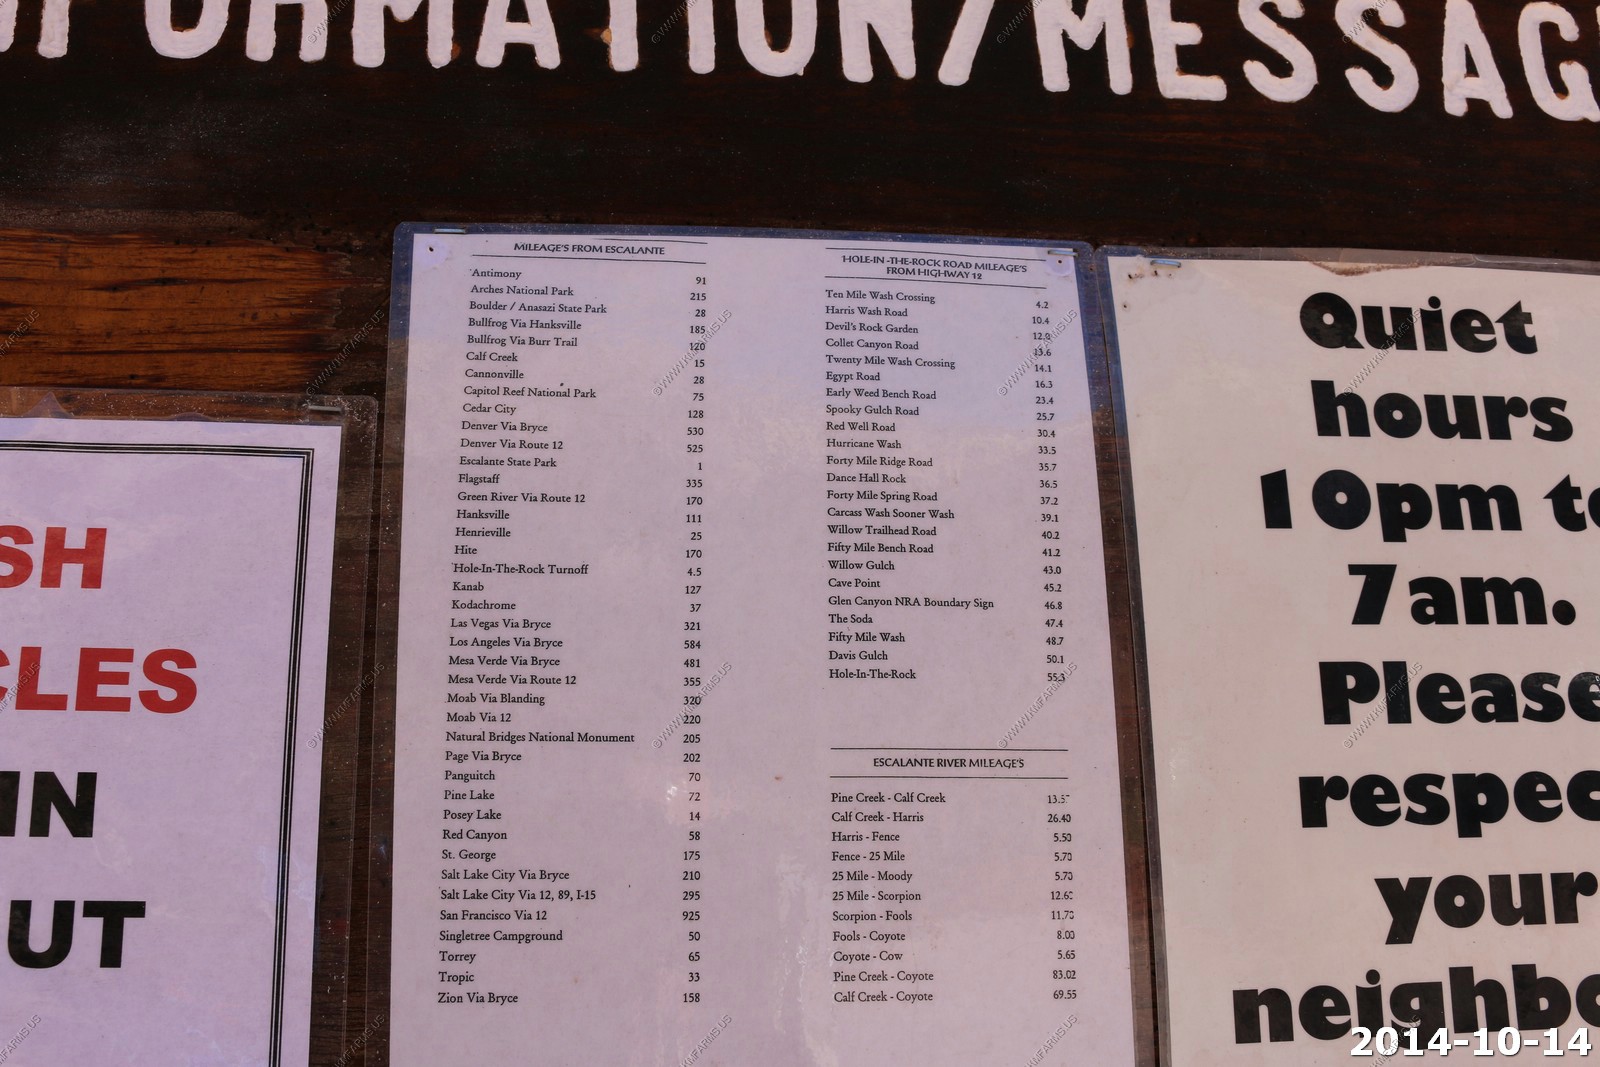 FORMATION/MESSAG
MILEAGE'S FROM ESCALANTE
Antimony 91
Arches National Park 215
Boulder / Anasazi State Park 28
Bullfrog Via Hanksville 185
Bullfrog Via Burr Trail 120
Calf Creek 15
Cannonville 28
Capitol Reef National Park 75
Cedar City 128
Denver Via Bryce 530
Denver Via Route 12 525
Escalante State Park 1
Flagstaff 335
Green River Via Route 12 170
Hanksville 111
Henrieville 25
Hite 170
Hole-In-The-Rock Turnoff 4.5
Kanab 127
Kodachrome 37
Las Vegas Via Bryce 321
Los Angeles Via Bryce 584
Mesa Verde Via Bryce 481
Mesa Verde Via Route 12 355
Moab Via Blanding 320
Moab Via 12 220
Natural Bridges National Monument 205
Page Via Bryce 202
Panguitch 70
Pine Lake 72
Posey Lake 14
Red Canyon 58
St. George 175
Salt Lake City Via Bryce 210
Salt Lake City Via 12, 89, I-15 295
San Francisco Via 12 925
Singletree Campground 50
Torrey 65
Tropic 33
Zion Via Bryce 158
HOLE-IN-THE-ROCK ROAD MILEAGE'S
FROM HIGHWAY 12
Ten Mile Wash Crossing 4.2
Harris Wash Road 10.4
Devil's Rock Garden
Collet Canyon Road 13.6
Twenty Mile Wash Crossing 14.1
Egypt Road 16.3
Early Weed Bench Road 23.4
Spooky Gulch Road 25.7
Red Well Road 30.4
Hurricane Wash 33.5
Forty Mile Ridge Road 35.7
Dance Hall Rock 36.5
Forty Mile Spring Road 37.2
Carcass Wash Sooner Wash 39.1
Willow Trailhead Road 40.2
Fifty Mile Bench Road 41.2
Willow Gulch 43.0
Cave Point 45.2
Glen Canyon NRA Boundary Sign 46.8
The Soda 47.4
Fifty Mile Wash 48.7
Davis Gulch 50.1
Hole-In-The-Rock 55.3
ESCALANTE RIVER MILEAGE'S
Pine Creek - Calf Creek
Calf Creek - Harris 26.40
Harris - Fence 5.50
Fence - 25 Mile 5.70
25 Mile - Moody 5.70
25 Mile - Scorpion
Scorpion - Fools
Fools - Coyote 8.00
Coyote - Cow 5.65
Pine Creek - Coyote 83.02
Calf Creek - Coyote 69.55
SH
CLES
IN
UT
Quiet
hours
10pm to
7am.
Please
respec
your
neighbo
©WWW.KMFARMS.US
2014-10-14